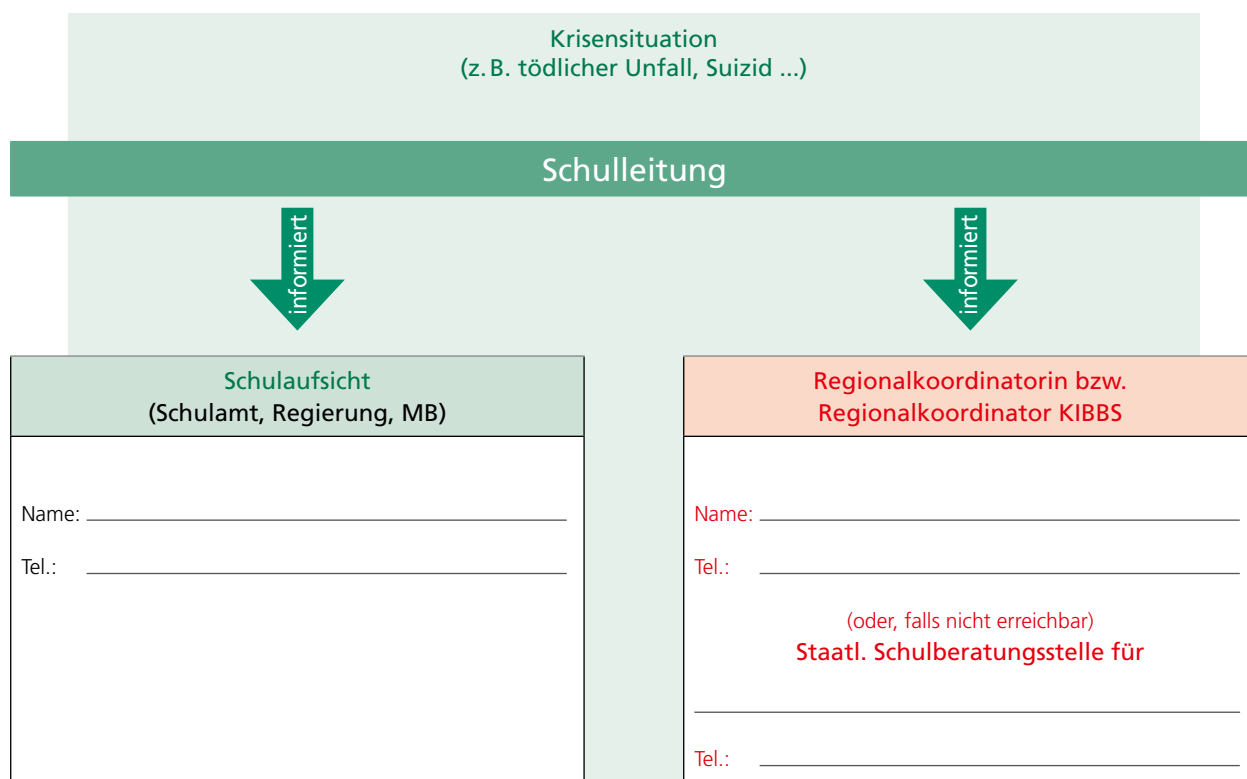 Krisensituation
(z. B. tödlicher Unfall, Suizid ...)
Schulleitung
informiert
informiert
Schulaufsicht
(Schulamt, Regierung, MB)
Name:
Tel.:
Regionalkoordinatorin bzw.
Regionalkoordinator KIBBS
Name:
Tel.:
(oder, falls nicht erreichbar)
Staatl. Schulberatungsstelle für
Tel.: